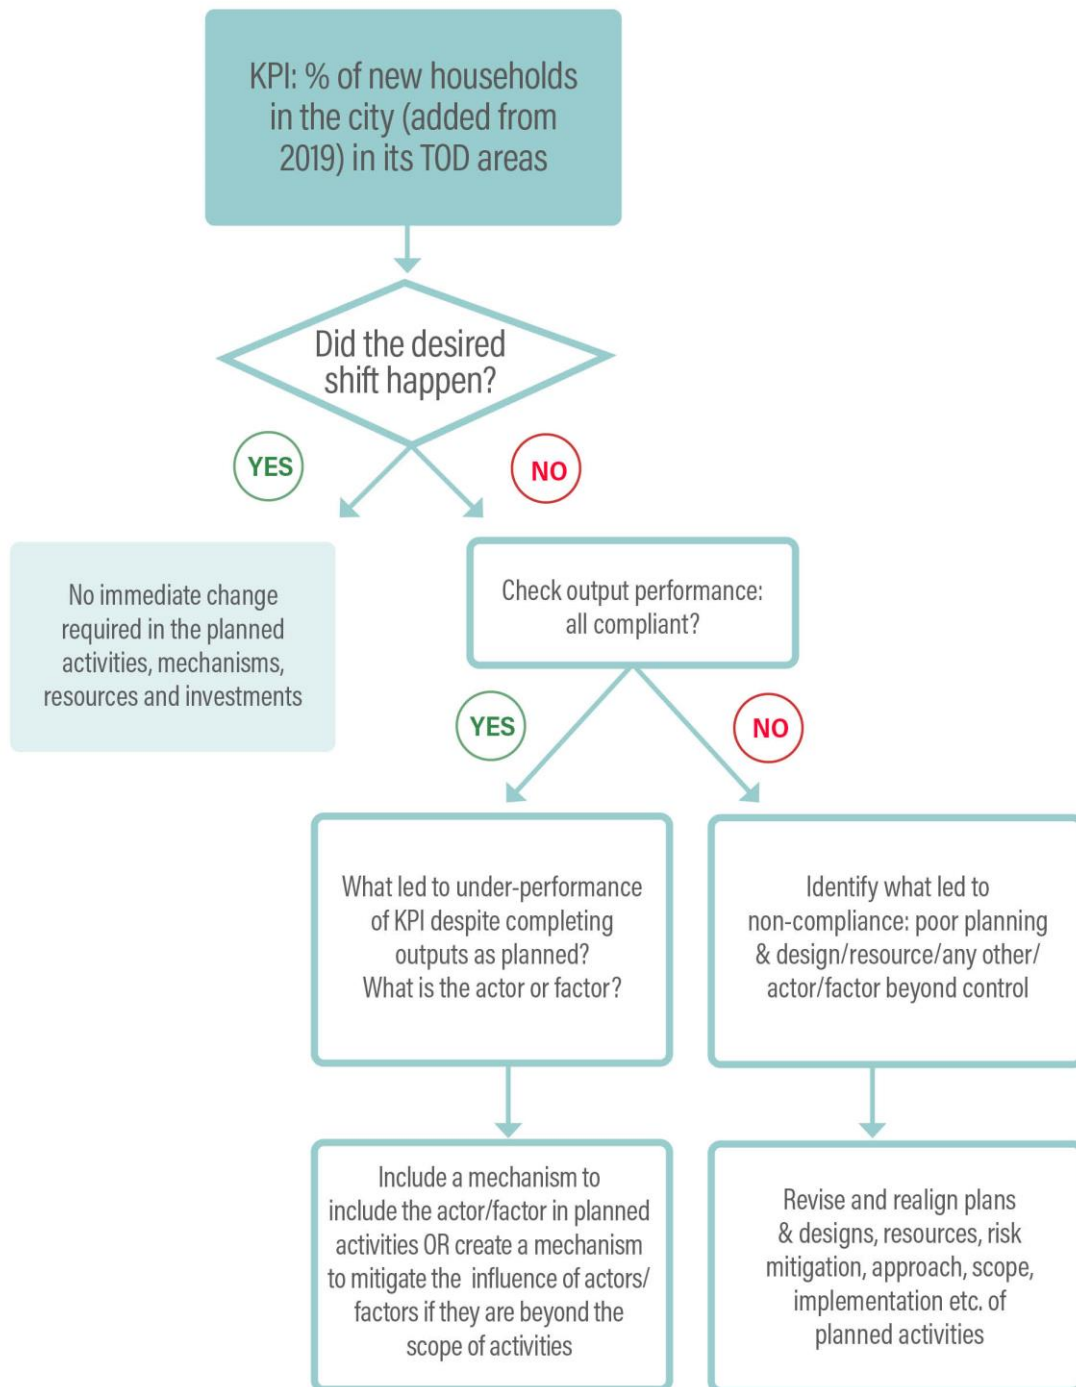 KPI: % of new households
in the city (added from
2019) in its TOD areas
Did the desired
shift happen?
YES
NO
No immediate change
required in the planned
activities, mechanisms,
resources and investments
Check output performance:
all compliant?
YES
NO
What led to under-performance
of KPI despite completing
outputs as planned?
What is the actor or factor?
Identify what led to
non-compliance: poor planning
& design/resource/any other/
actor/factor beyond control
Include a mechanism to
include the actor/factor in planned
activities OR create a mechanism
to mitigate the influence of actors/
factors if they are beyond the
scope of activities
Revise and realign plans
& designs, resources, risk
mitigation, approach, scope,
implementation etc. of
planned activities